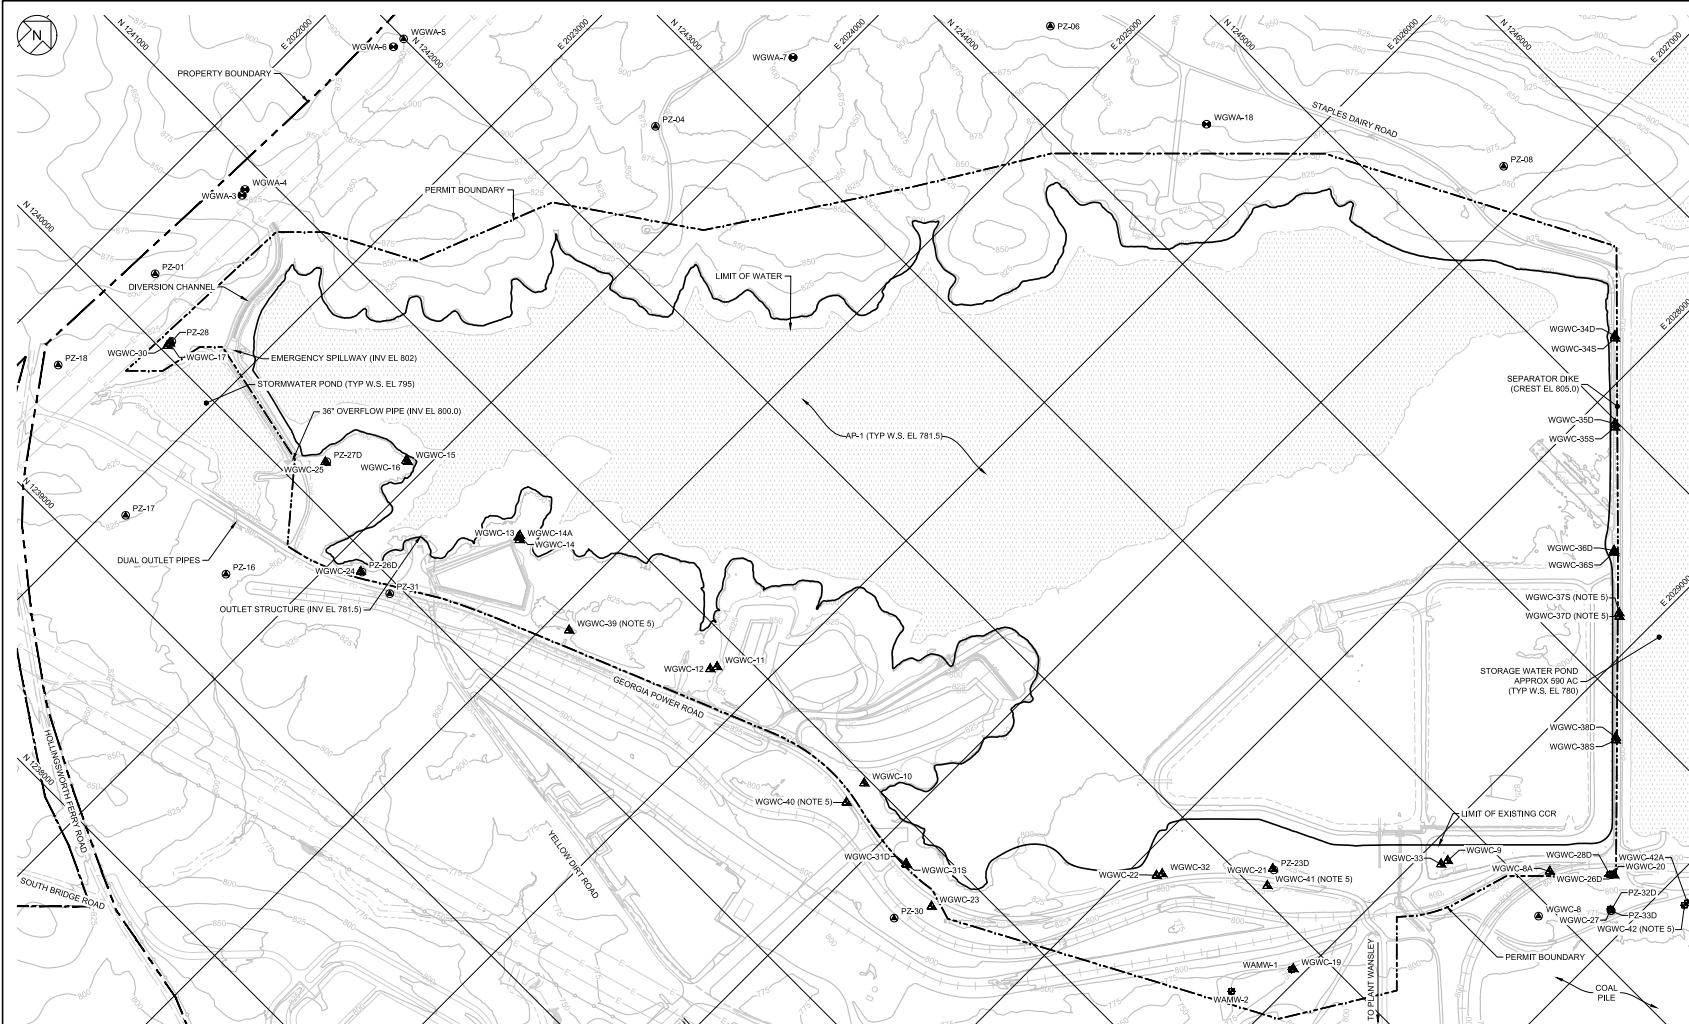 N
N 1241000
E 2022000
WGWA-5
WGWA-6
N 1242000
E 2023000
N 1243000
WGWA-7
E 2024000
N 1244000
PZ-06
E 2025000
N 1245000
E 2026000
N 1246000
E 2027000
PROPERTY BOUNDARY
PZ-04
WGWA-18
STAPLES DAIRY ROAD
PZ-08
WGWA-4
WGWA-3
PERMIT BOUNDARY
N 1240000
PZ-01
DIVERSION CHANNEL
LIMIT OF WATER
E 2028000
PZ-28
WGWC-30
WGWC-17
PZ-18
EMERGENCY SPILLWAY (INV EL 802)
STORMWATER POND (TYP W.S. EL 795)
36" OVERFLOW PIPE (INV EL 800.0)
WGWC-34D
WGWC-34S
SEPARATOR DIKE
(CREST EL 805.0)
AP-1 (TYP W.S. EL 781.5)
WGWC-35D
WGWC-35S
PZ-27D
WGWC-25
WGWC-15
WGWC-16
N 1239000
PZ-17
WGWC-13
WGWC-14A
WGWC-14
DUAL OUTLET PIPES
WGWC-36D
WGWC-36S
PZ-16
PZ-26D
WGWC-24
PZ-31
OUTLET STRUCTURE (INV EL 781.5)
WGWC-37S (NOTE 5)
WGWC-37D (NOTE 5)
E 2029000
WGWC-39 (NOTE 5)
WGWC-12
WGWC-11
STORAGE WATER POND
APPROX 590 AC
(TYP W.S. EL 780)
GEORGIA POWER ROAD
WGWC-38D
WGWC-38S
N 1238000
HOLLINGSWORTH FERRY ROAD
WGWC-10
WGWC-40 (NOTE 5)
LIMIT OF EXISTING CCR
YELLOW DIRT ROAD
WGWC-31D
WGWC-31S
WGWC-22
WGWC-32
WGWC-21
PZ-23D
WGWC-41 (NOTE 5)
WGWC-33
WGWC-9
WGWC-28D
WGWC-42A
WGWC-8A
WGWC-20
WGWC-26D
SOUTH BRIDGE ROAD
WGWC-23
PZ-30
PZ-32D
WGWC-8
WGWC-27
PZ-33D
WGWC-42 (NOTE 5)
PERMIT BOUNDARY
WAMW-1
WGWC-19
WAMW-2
TO PLANT WANSLEY
COAL
PILE